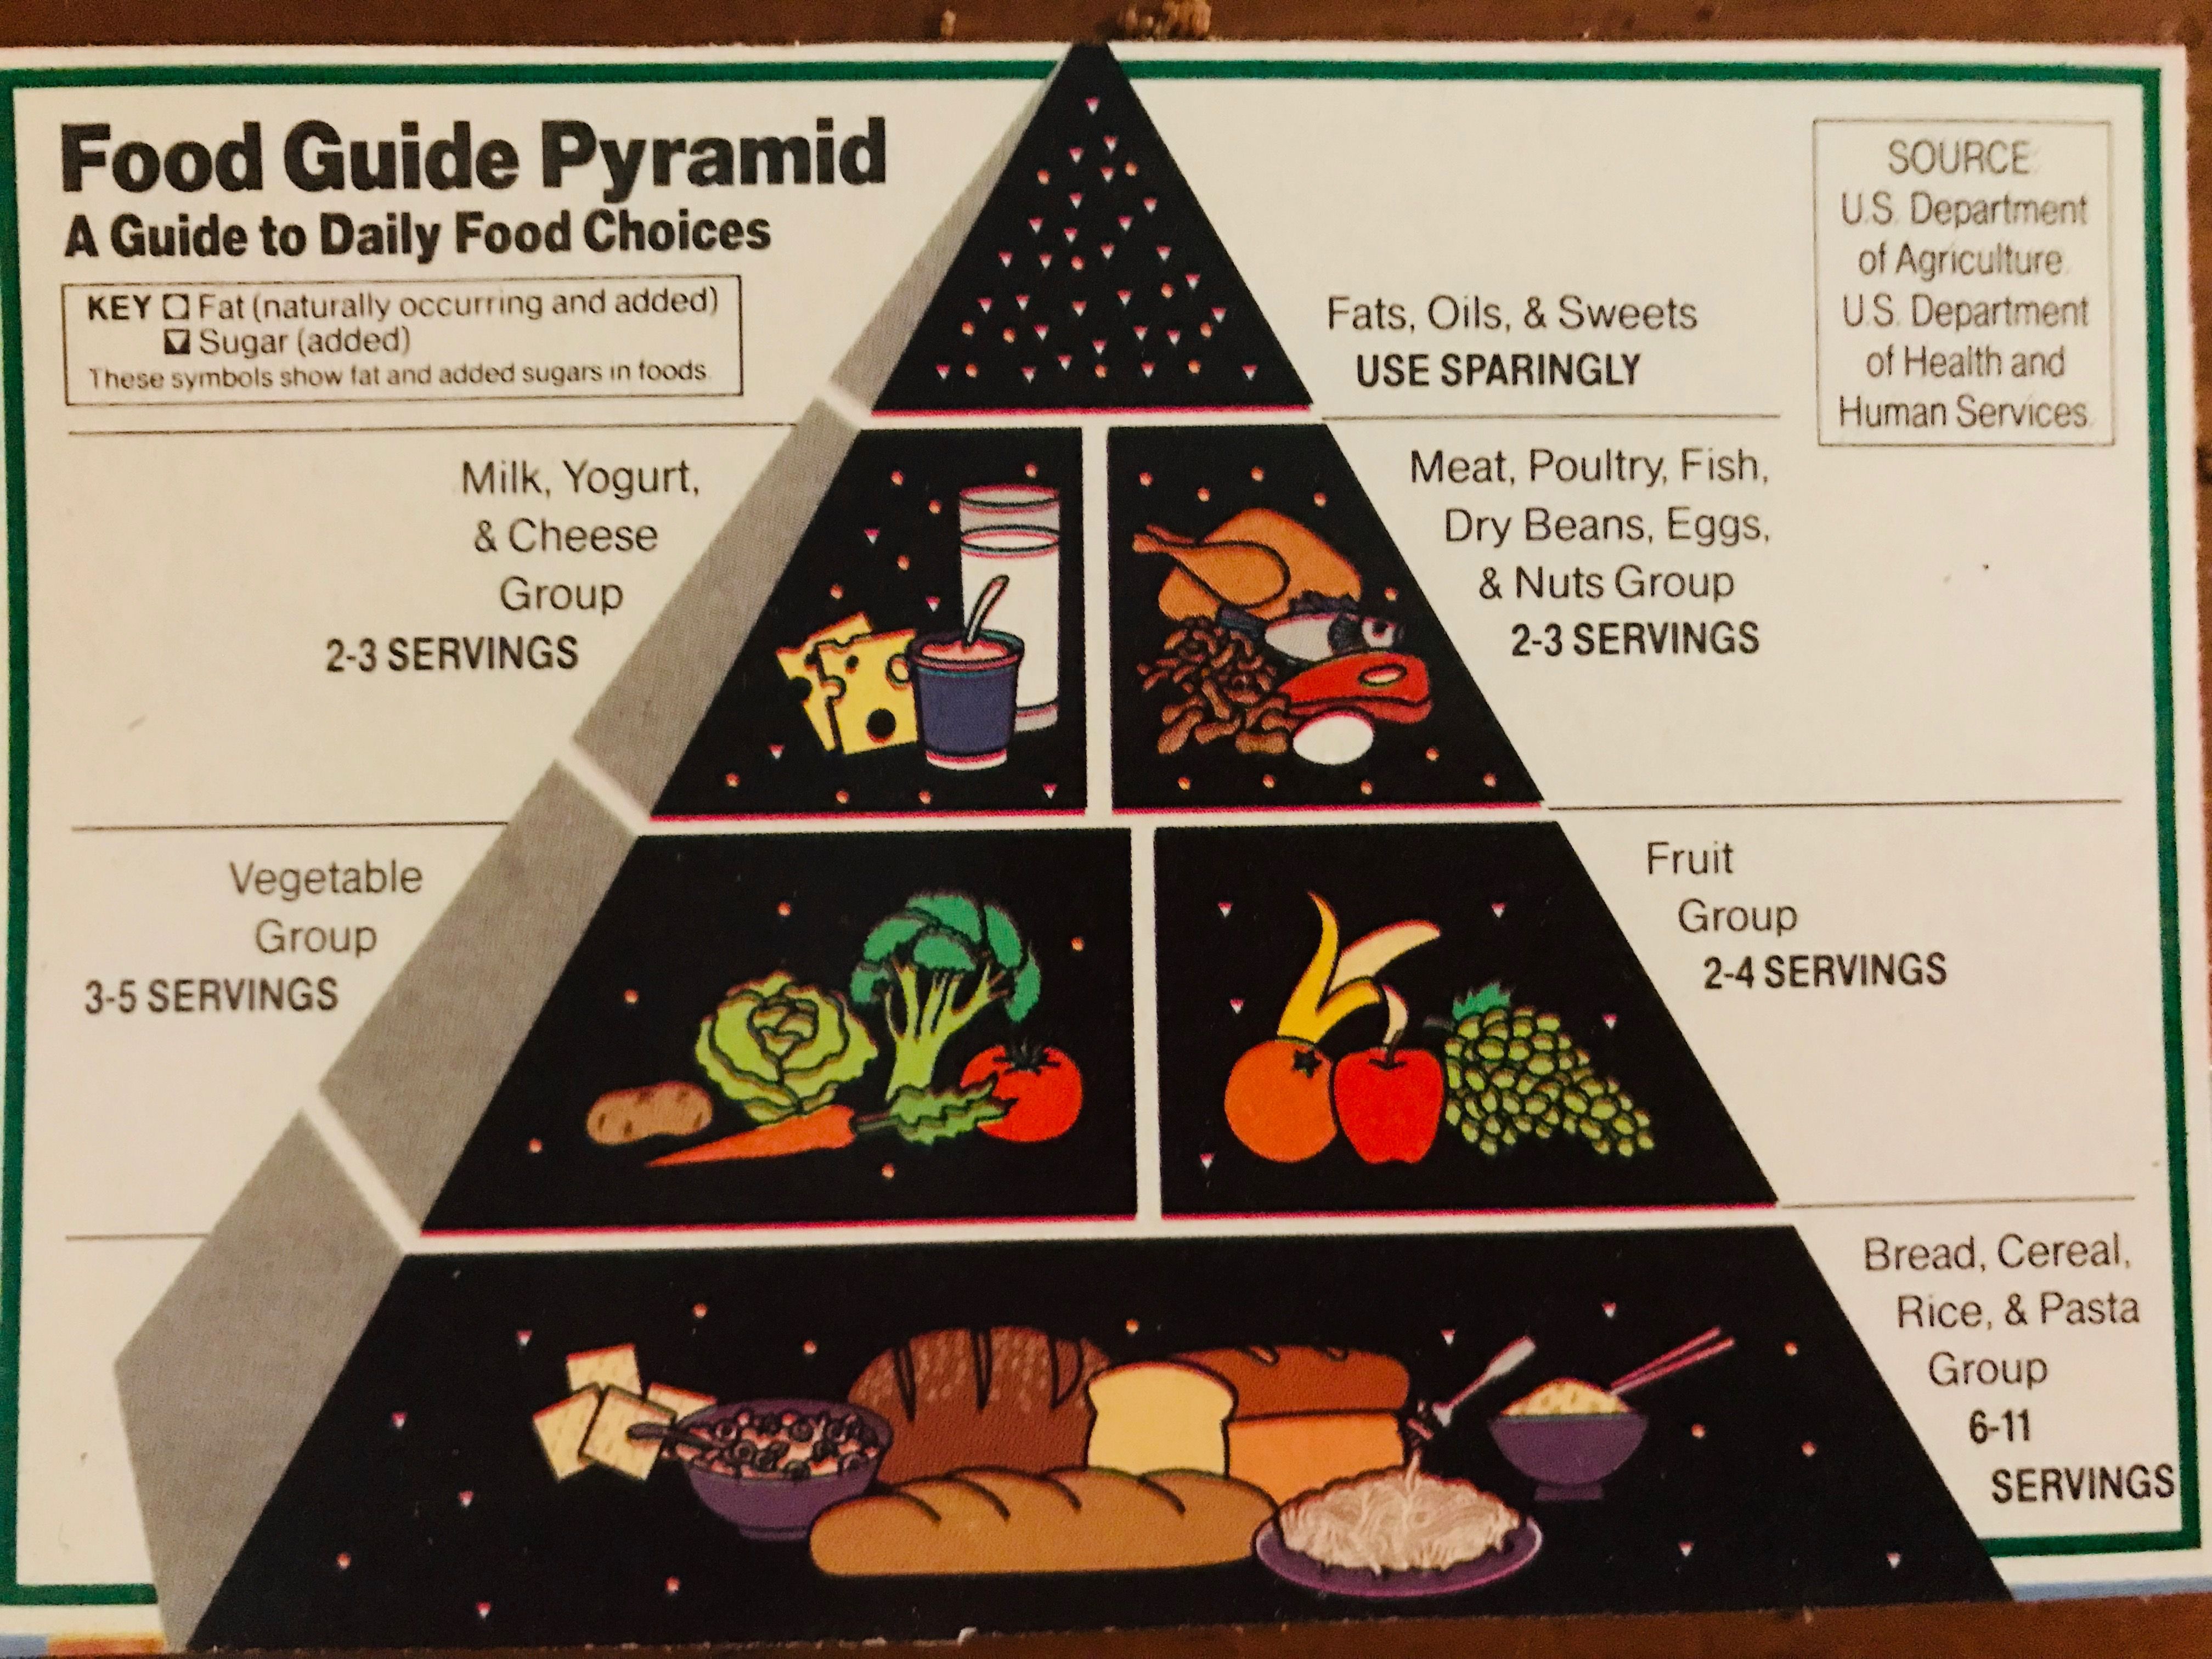 Food Guide Pyramid
A Guide to Daily Food Choices
KEY Fat (naturally occurring and added)
Sugar (added)
These symbols show fat and added sugars in foods.
SOURCE:
U.S. Department
of Agriculture.
U.S. Department
of Health and
Human Services.
Fats, Oils, & Sweets
USE SPARINGLY
Milk, Yogurt,
& Cheese
Group
2-3 SERVINGS
Meat, Poultry, Fish,
Dry Beans, Eggs,
& Nuts Group
2-3 SERVINGS
Vegetable
Group
3-5 SERVINGS
Fruit
Group
2-4 SERVINGS
Bread, Cereal,
Rice, & Pasta
Group
6-11
SERVINGS